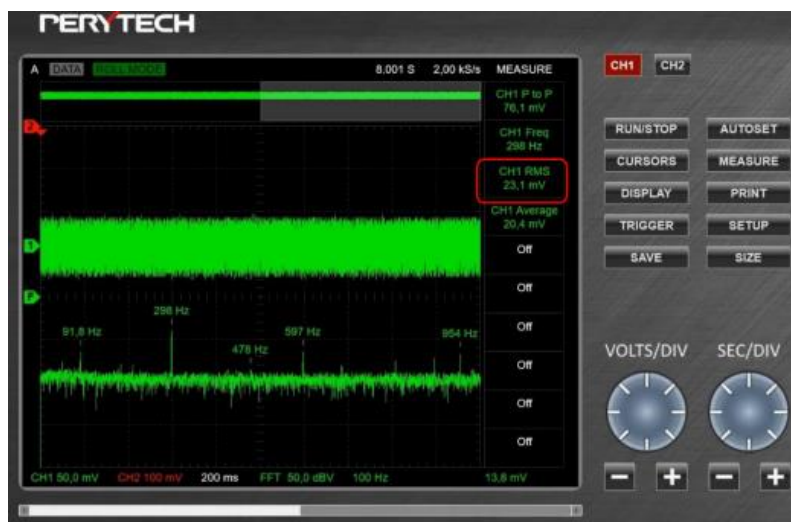 PERYTECH
A DATA ROLL MODE 8.001 S 2,00 kS/s MEASURE
CH1 CH2
CH1 P to P
76,1 mV
CH1 Freq
298 Hz
CH1 RMS
23,1 mV
CH1 Average
20,4 mV
Off
Off
Off
Off
Off
Off
2
1
F
298 Hz
91,8 Hz
597 Hz
954 Hz
478 Hz
CH1 50,0 mV CH2 100 mV 200 ms FFT 50,0 dBV 100 Hz 13,8 mV
RUN/STOP AUTOSET
CURSORS MEASURE
DISPLAY PRINT
TRIGGER SETUP
SAVE SIZE
VOLTS/DIV SEC/DIV
- + - +